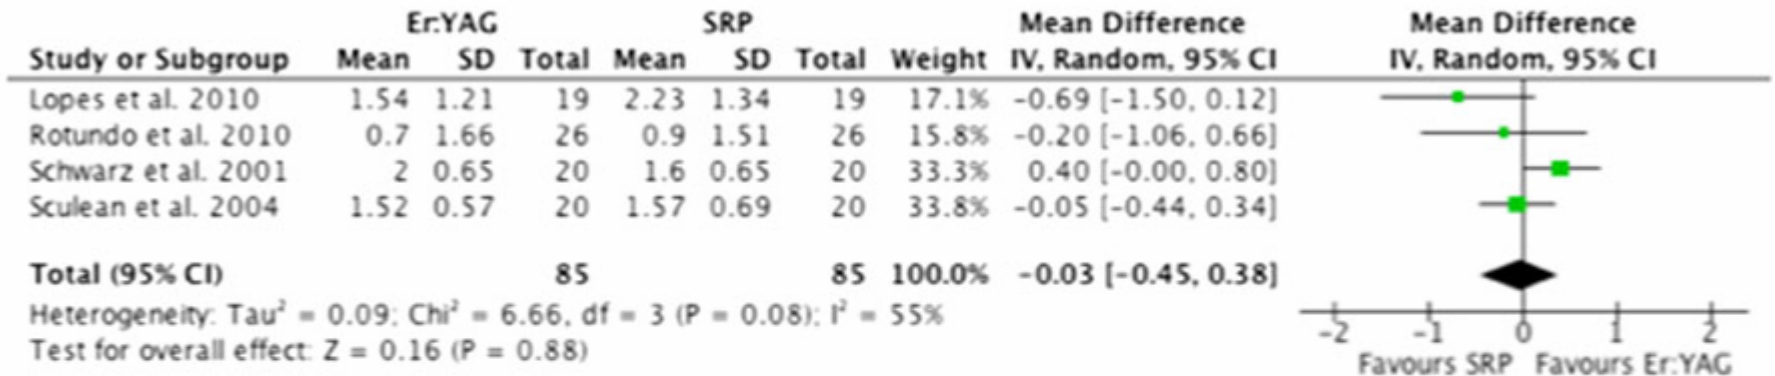 Er:YAG SRP Mean Difference Mean Difference
Study or Subgroup Mean SD Total Mean SD Total Weight IV, Random, 95% CI IV, Random, 95% CI
Lopes et al. 2010 1.54 1.21 19 2.23 1.34 19 17.1% -0.69 [-1.50, 0.12]
Rotundo et al. 2010 0.7 1.66 26 0.9 1.51 26 15.8% -0.20 [-1.06, 0.66]
Schwarz et al. 2001 2 0.65 20 1.6 0.65 20 33.3% 0.40 [-0.00, 0.80]
Sculean et al. 2004 1.52 0.57 20 1.57 0.69 20 33.8% -0.05 [-0.44, 0.34]
Total (95% CI) 85 85 100.0% -0.03 [-0.45, 0.38]
Heterogeneity: Tau² = 0.09; Chi² = 6.66, df = 3 (P = 0.08); I² = 55%
Test for overall effect: Z = 0.16 (P = 0.88)
-2 -1 0 1 2
Favours SRP Favours Er:YAG